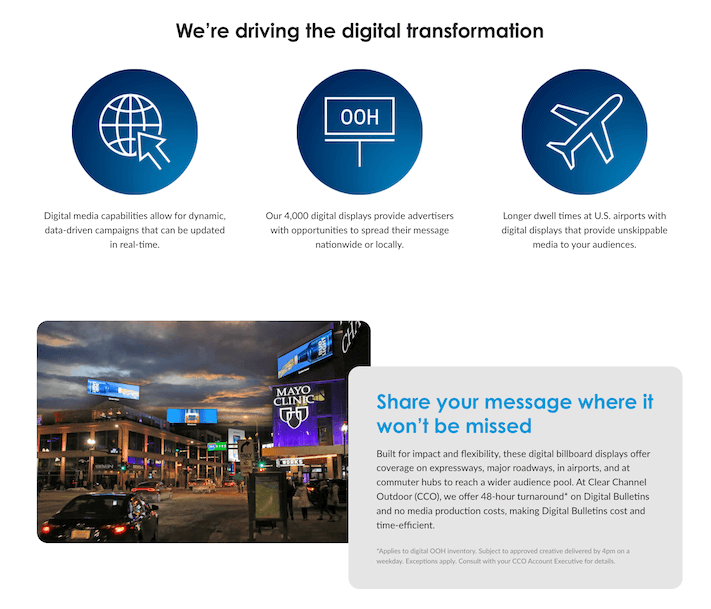 We're driving the digital transformation
OOH
Digital media capabilities allow for dynamic,
data-driven campaigns that can be updated
in real-time.
Our 4,000 digital displays provide advertisers
with opportunities to spread their message
nationwide or locally.
Longer dwell times at U.S. airports with
digital displays that provide unskippable
media to your audiences.
MAYO
CLINIC
Share your message where it
won't be missed
Built for impact and flexibility, these digital billboard displays offer
coverage on expressways, major roadways, in airports, and at
commuter hubs to reach a wider audience pool. At Clear Channel
Outdoor (CCO), we offer 48-hour turnaround* on Digital Bulletins
and no media production costs, making Digital Bulletins cost and
time-efficient.
*Applies to digital OOH inventory. Subject to approved creative delivered by 4pm on a
weekday. Exceptions apply. Consult with your CCO Account Executive for details.